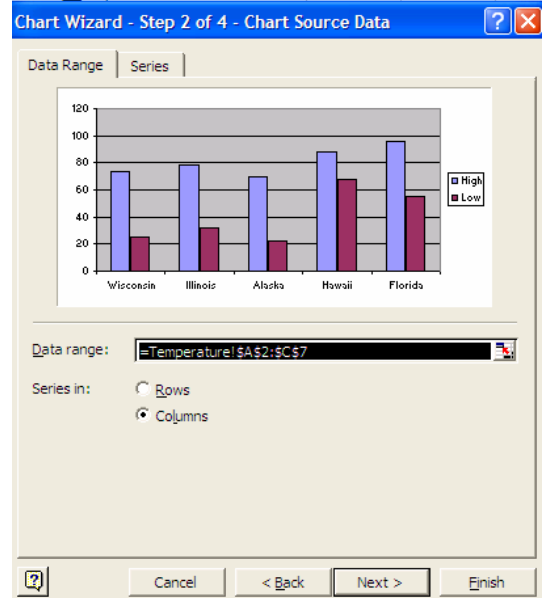 Chart Wizard - Step 2 of 4 - Chart Source Data
Data Range Series
120
100
80
60
40
20
0
High
Low
Wisconsin Illinois Alaska Hawaii Florida
Data range: =Temperature!$A$2:$C$7
Series in: Rows
Columns
Cancel < Back Next > Finish